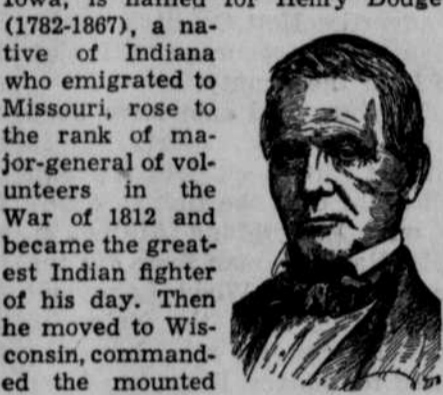 Iowa, is named for Henry Dodge
(1782-1867), a na-
tive of Indiana
who emigrated to
Missouri, rose to
the rank of ma-
jor-general of vol-
unteers in the
War of 1812 and
became the great-
est Indian fighter
of his day. Then
he moved to Wis-
consin, command-
ed the mounted